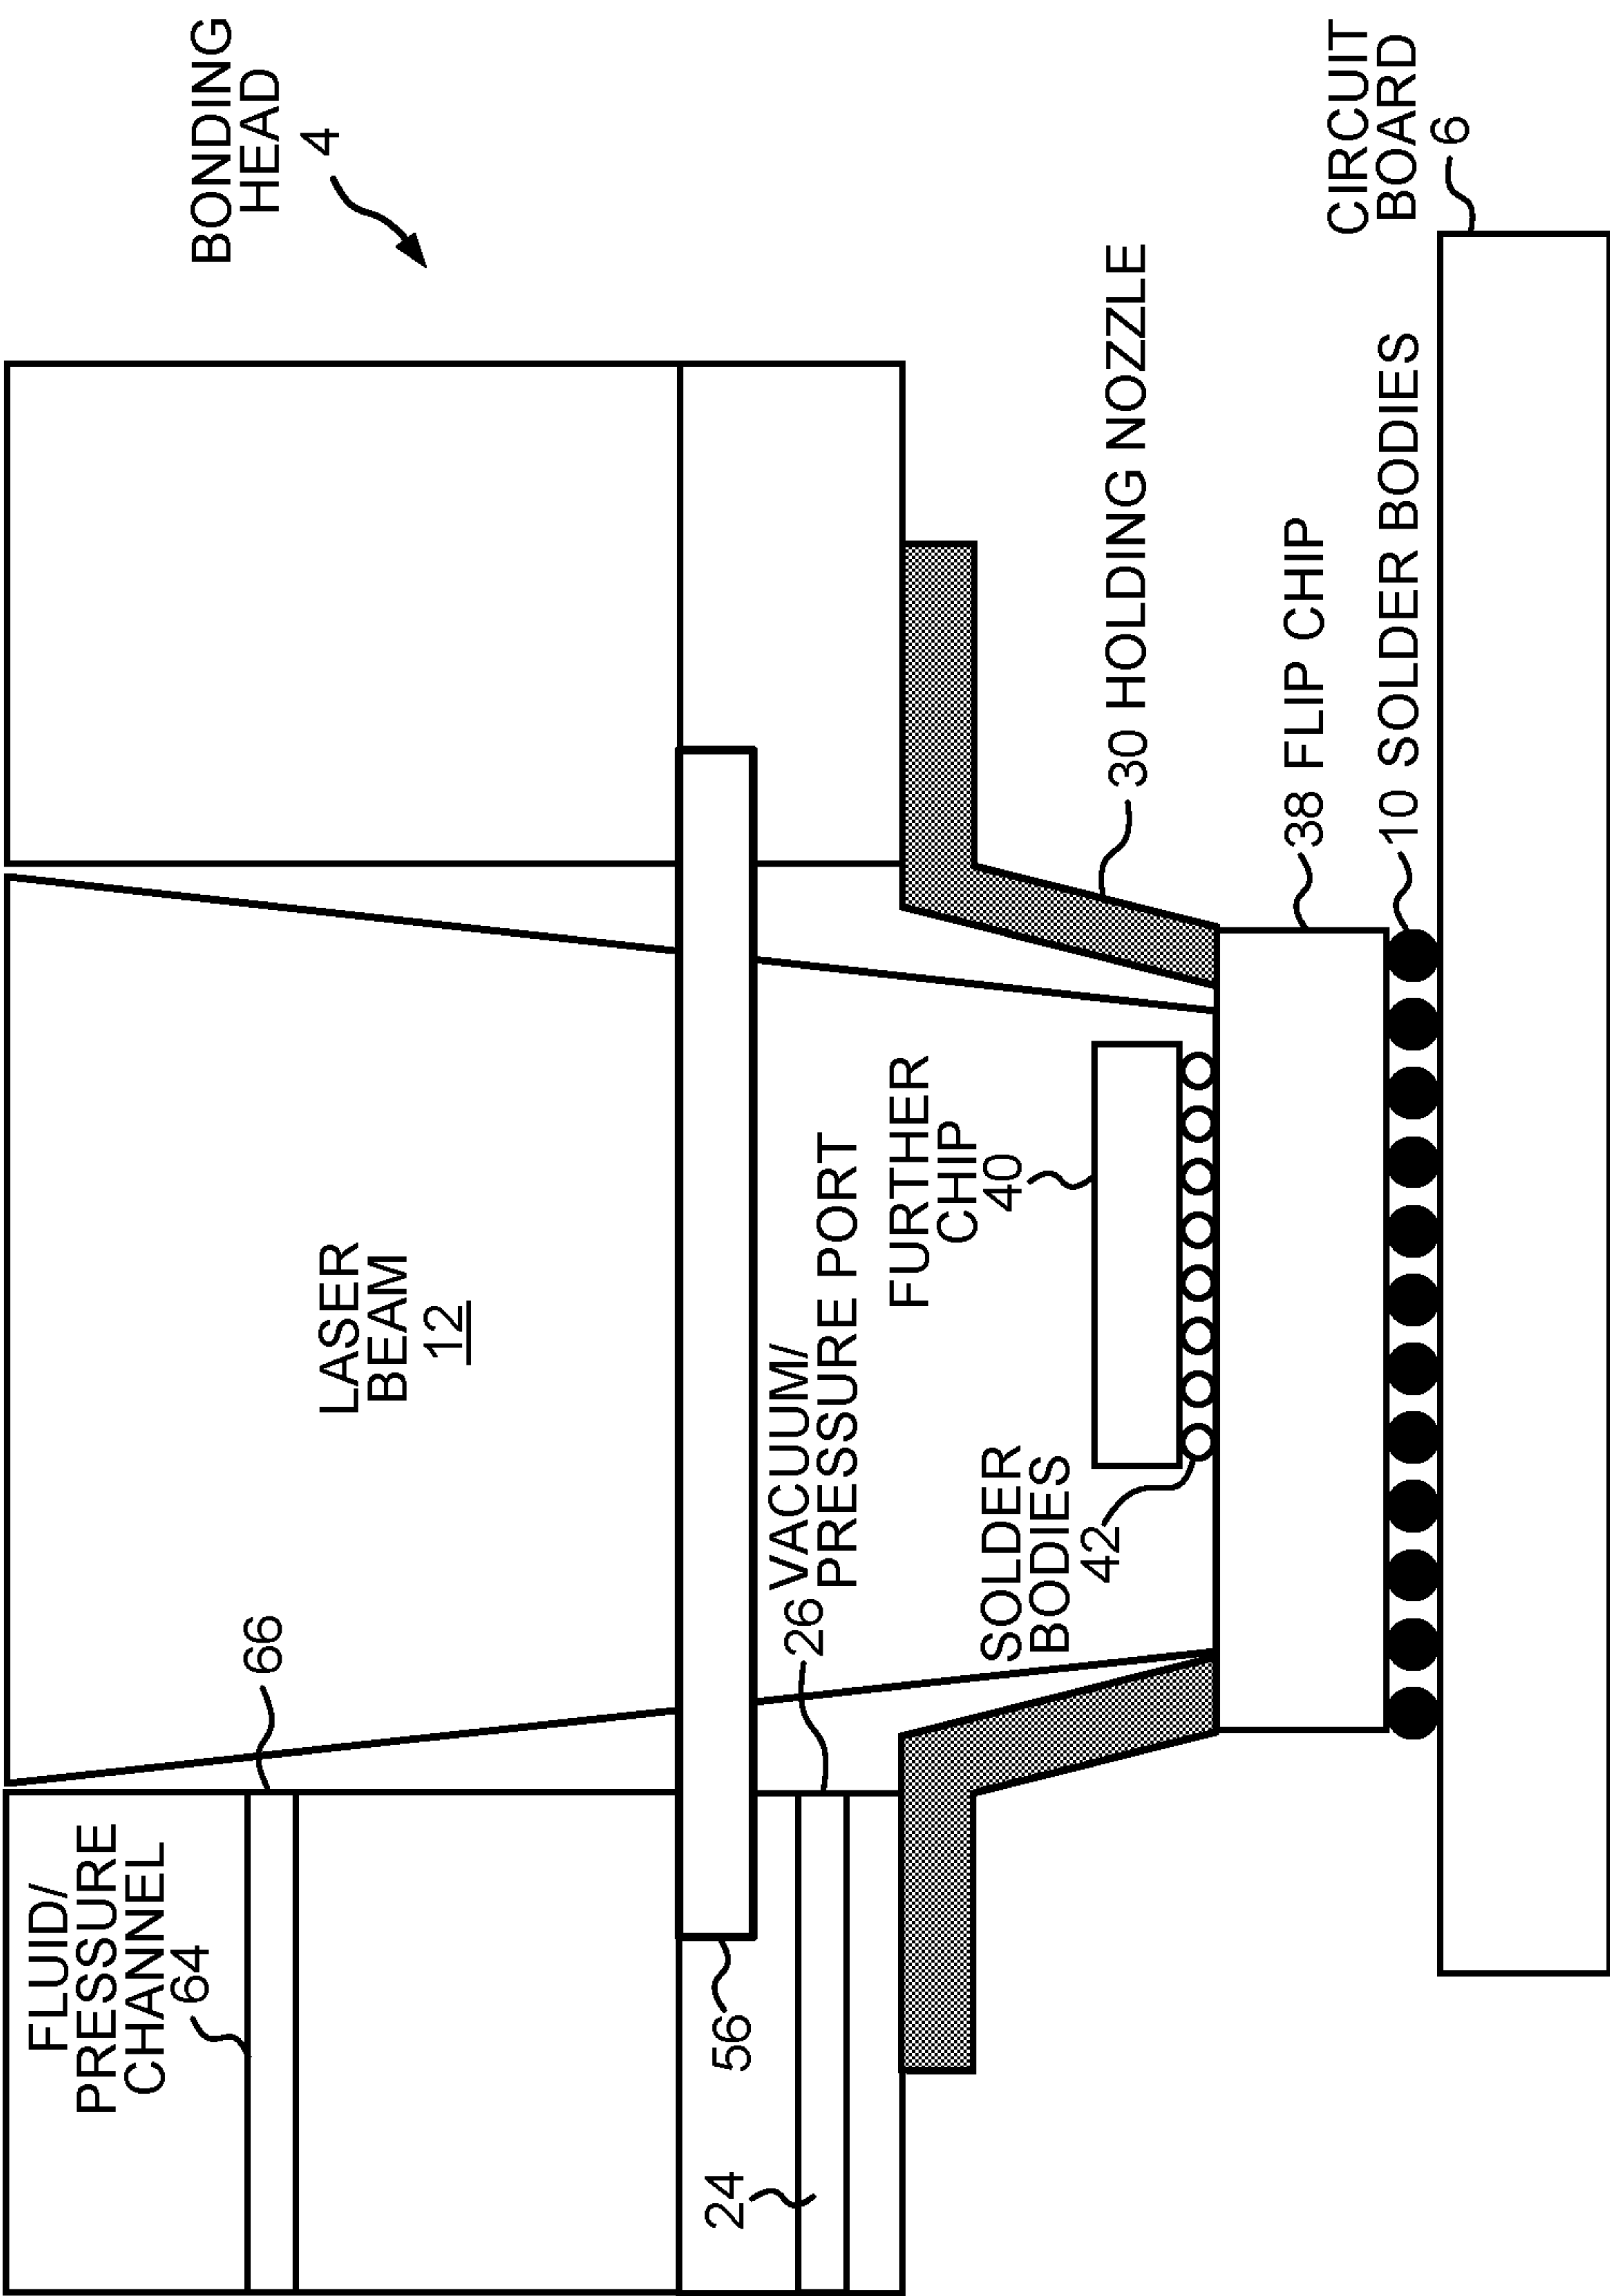 BONDING
HEAD
4
FLUID/
PRESSURE
CHANNEL
64
66
LASER
BEAM
12
56
24
26 VACUUM/
PRESSURE PORT
FURTHER
CHIP
40
SOLDER
BODIES
42
30 HOLDING NOZZLE
38 FLIP CHIP
10 SOLDER BODIES
CIRCUIT
BOARD
6